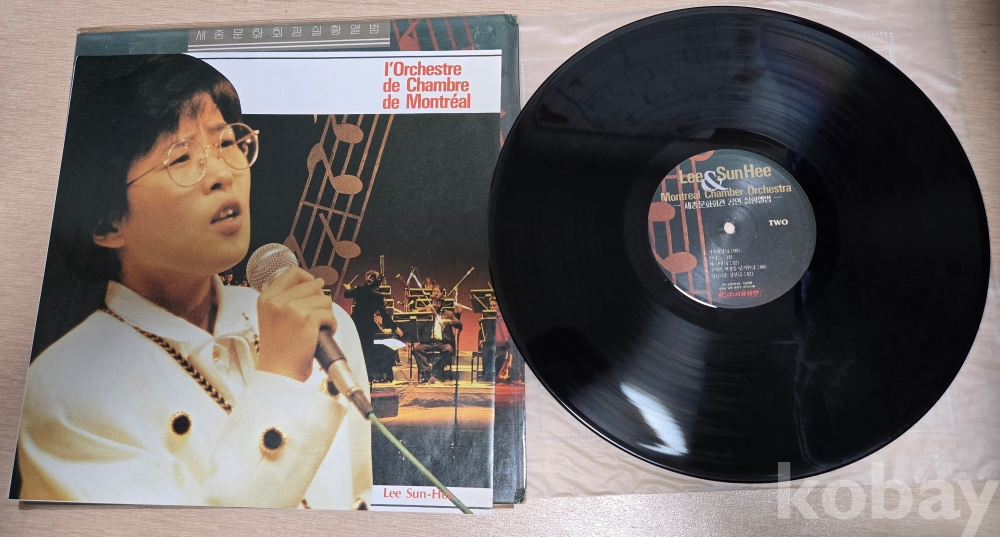 세종문화회관실황앨범
l'Orchestre
de Chambre
de Montréal
Lee Sun-He
Lee SunHee
&
Montreal Chamber Orchestra
세종문화회관 공연 실황앨범
TWO
kobay